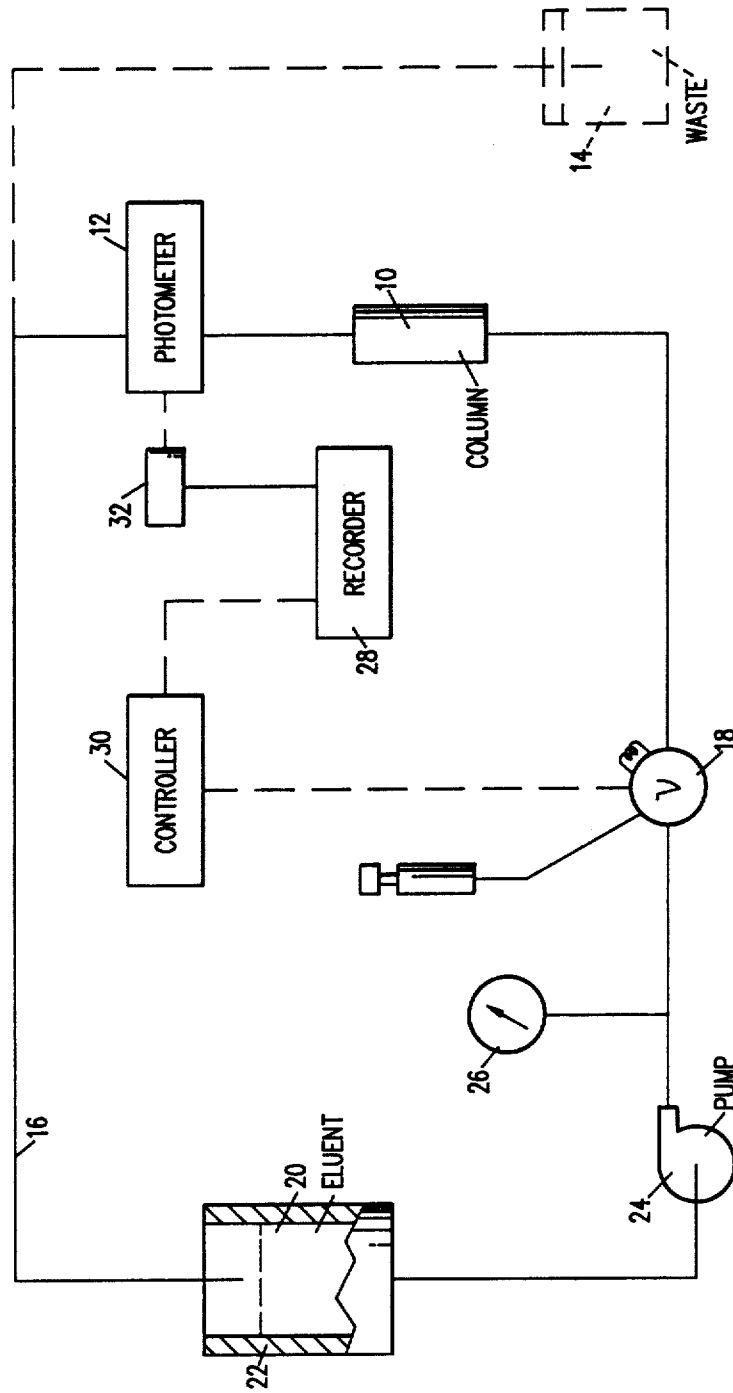 12
PHOTOMETER
14
WASTE
10
COLUMN
32
RECORDER
28
30
CONTROLLER
18
V
26
16
20
ELUENT
22
24
PUMP